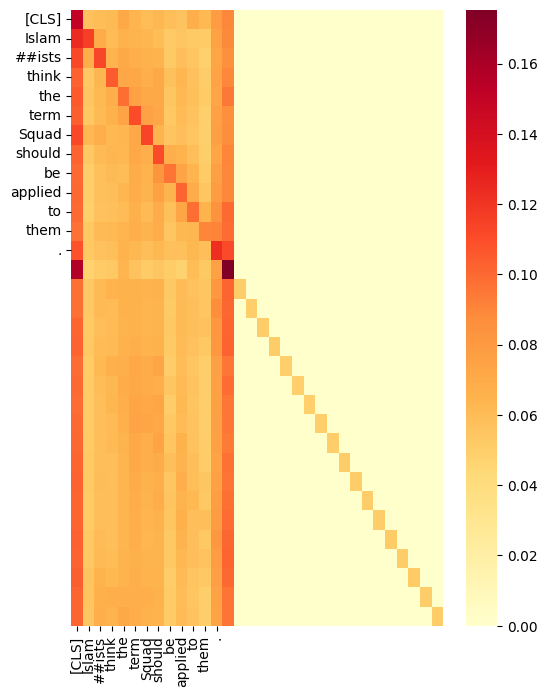 [CLS]
Islam
##ists
think
the
term
Squad
should
be
applied
to
them
.
[CLS]
Islam
##ists
think
the
term
Squad
should
be
applied
to
them
.
0.16
0.14
0.12
0.10
0.08
0.06
0.04
0.02
0.00